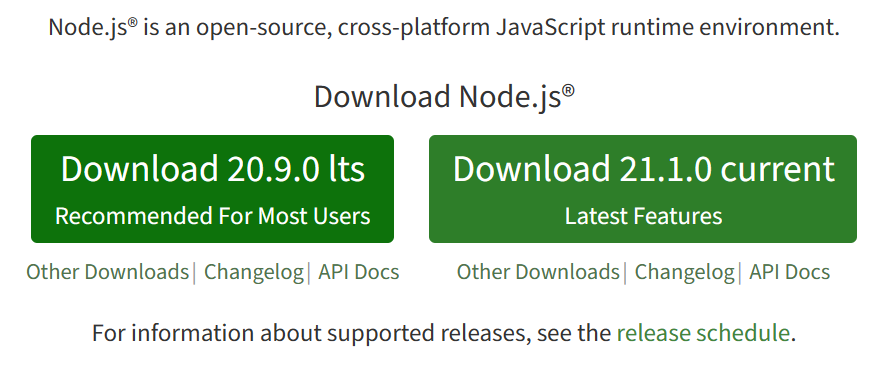 Node.js® is an open-source, cross-platform JavaScript runtime environment.
Download Node.js®
Download 20.9.0 lts
Recommended For Most Users
Download 21.1.0 current
Latest Features
Other Downloads| Changelog| API Docs
Other Downloads| Changelog| API Docs
For information about supported releases, see the release schedule.